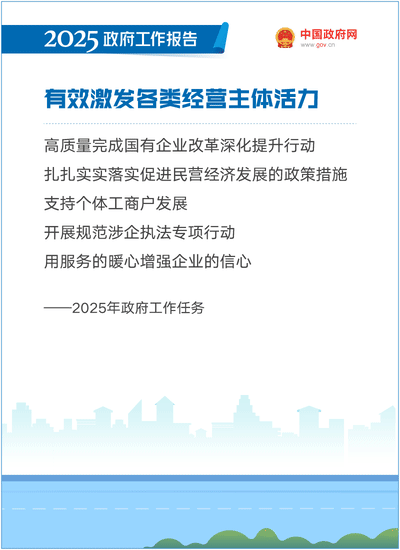 2025政府工作报告
中国政府网
www.gov.cn
有效激发各类经营主体活力
高质量完成国有企业改革深化提升行动
扎扎实实落实促进民营经济发展的政策措施
支持个体工商户发展
开展规范涉企执法专项行动
用服务的暖心增强企业的信心
——2025年政府工作任务